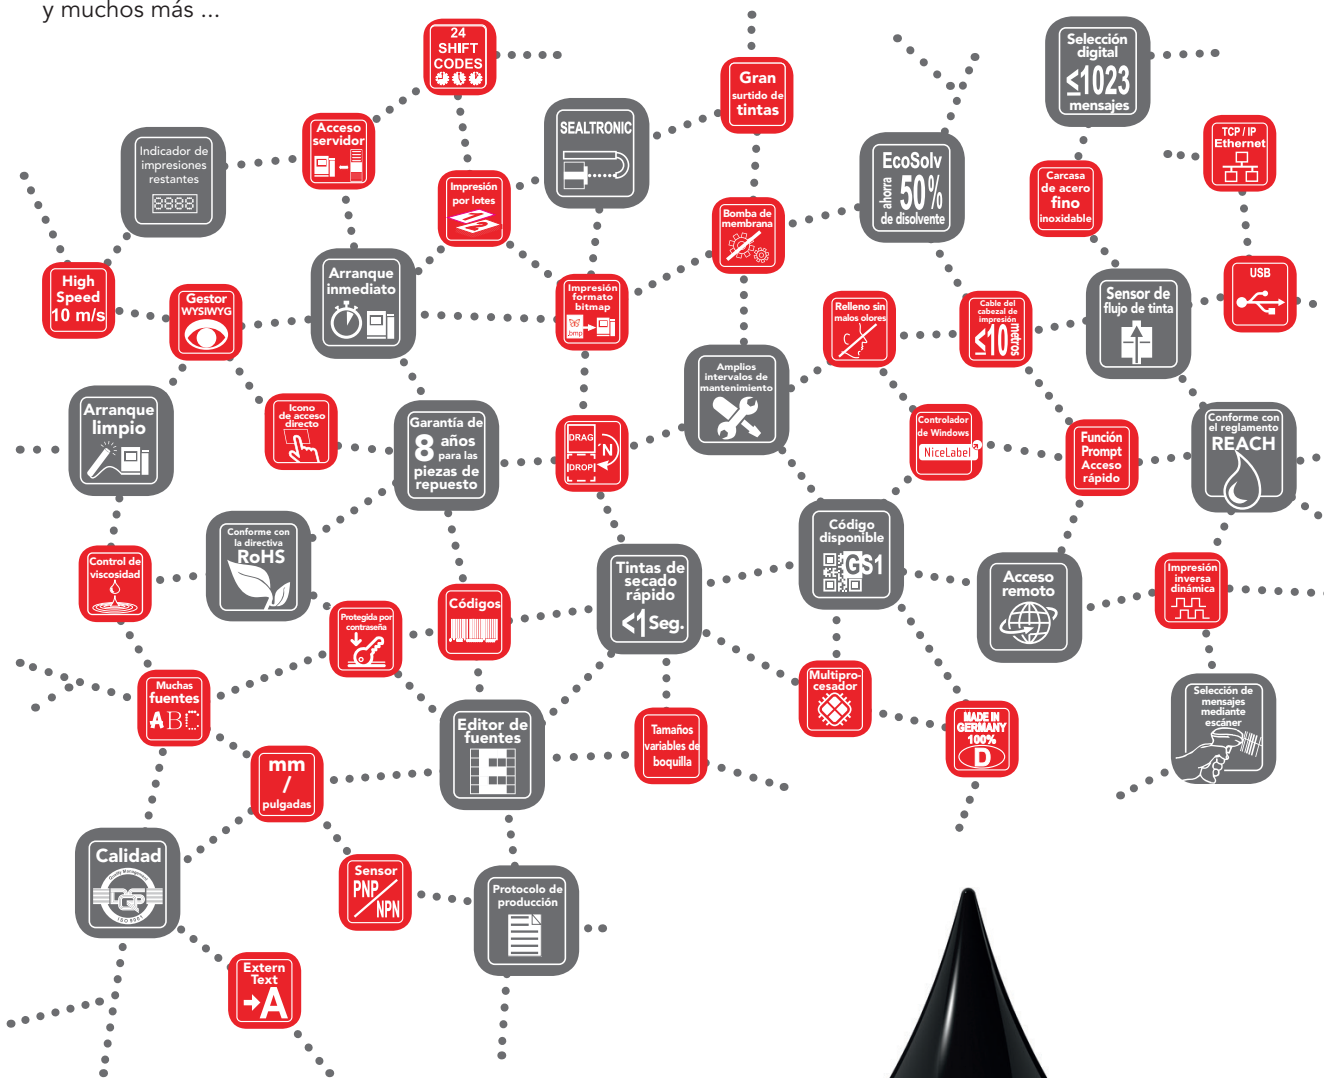 y muchos más ...
24
SHIFT
CODES
Selección
digital
≤1023
mensajes
Gran
surtido de
tintas
Acceso
servidor
SEALTRONIC
TCP / IP
Ethernet
Indicador de
impresiones
restantes
8888
EcoSolv
ahorra
50%
de disolvente
Carcasa
de acero
fino
inoxidable
Impresión
por lotes
Bomba de
membrana
High
Speed
10 m/s
Gestor
WYSIWYG
Arranque
inmediato
Impresión
formato
bitmap
.bmp
Relleno sin
malos olores
Cable del
cabezal de
impresión
≤10
metros
Sensor de
flujo de tinta
USB
Amplios
intervalos de
mantenimiento
Arranque
limpio
Icono
de acceso
directo
Garantía de
8 años
para las
piezas de
repuesto
DRAG
'N
DROP
Controlador
de Windows
NiceLabel
Función
Prompt
Acceso
rápido
Conforme con
el reglamento
REACH
Conforme con
la directiva
RoHS
Código
disponible
GS1
Control de
viscosidad
Tintas de
secado
rápido
<1 Seg.
Acceso
remoto
Impresión
inversa
dinámica
Protegida por
contraseña
Códigos
Muchas
fuentes
ABC
Multipro-
cesador
Selección de
mensajes
mediante
escáner
Editor de
fuentes
E
Tamaños
variables de
boquilla
MADE IN
GERMANY
100%
D
mm
/
pulgadas
Calidad
Quality Management
DQS
ISO 9001
Sensor
PNP
NPN
Protocolo de
producción
Extern
Text
A